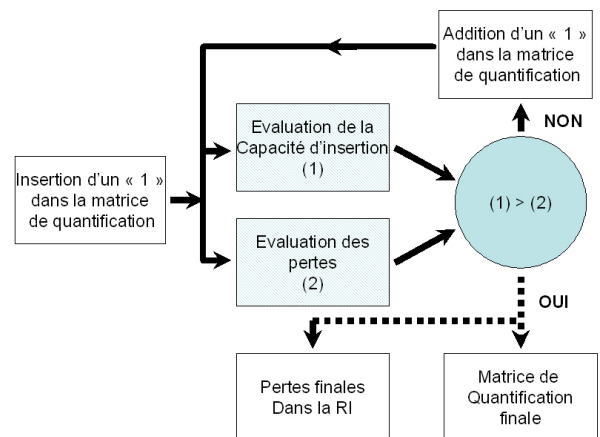 Addition d'un « 1 »
dans la matrice
de quantification
NON
Evaluation de la
Capacité d'insertion
(1)
Insertion d'un « 1 »
dans la matrice
de quantification
(1) > (2)
Evaluation des
pertes
(2)
OUI
Pertes finales
Dans la RI
Matrice de
Quantification
finale